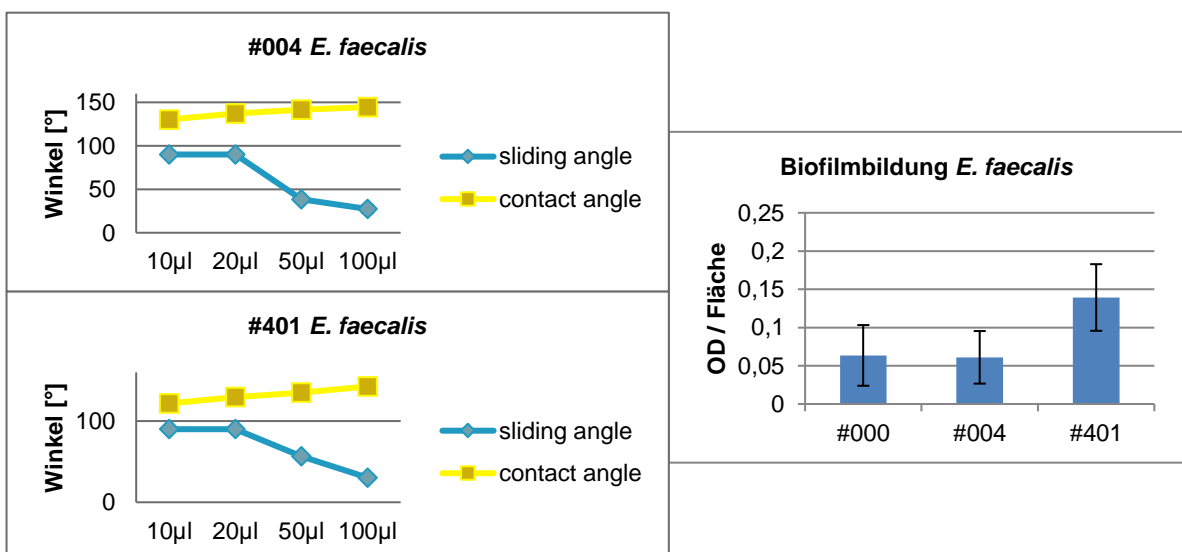 #004 E. faecalis
Winkel [°]
150
100
50
0
10µl 20µl 50µl 100µl
sliding angle
contact angle
#401 E. faecalis
Winkel [°]
100
0
10µl 20µl 50µl 100µl
sliding angle
contact angle
Biofilmbildung E. faecalis
OD / Fläche
0,25
0,2
0,15
0,1
0,05
0
#000 #004 #401